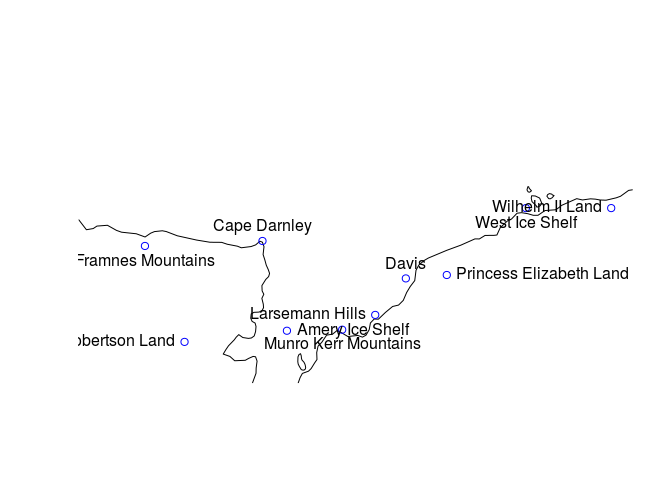 Wilhelm II Land
West Ice Shelf
Cape Darnley
Framnes Mountains
Davis
Princess Elizabeth Land
Larsemann Hills
Amery Ice Shelf
obertson Land
Munro Kerr Mountains